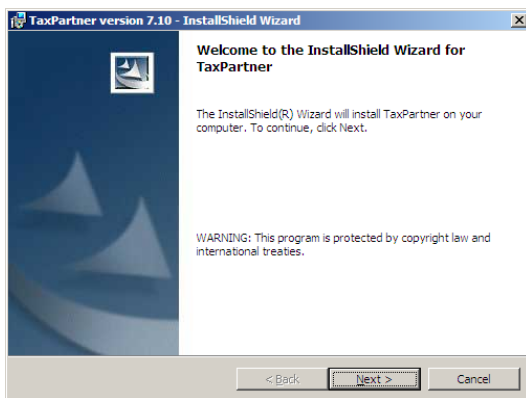 TaxPartner version 7.10 - InstallShield Wizard
Welcome to the InstallShield Wizard for
TaxPartner
The InstallShield(R) Wizard will install TaxPartner on your
computer. To continue, click Next.
WARNING: This program is protected by copyright law and
international treaties.
< Back Next > Cancel